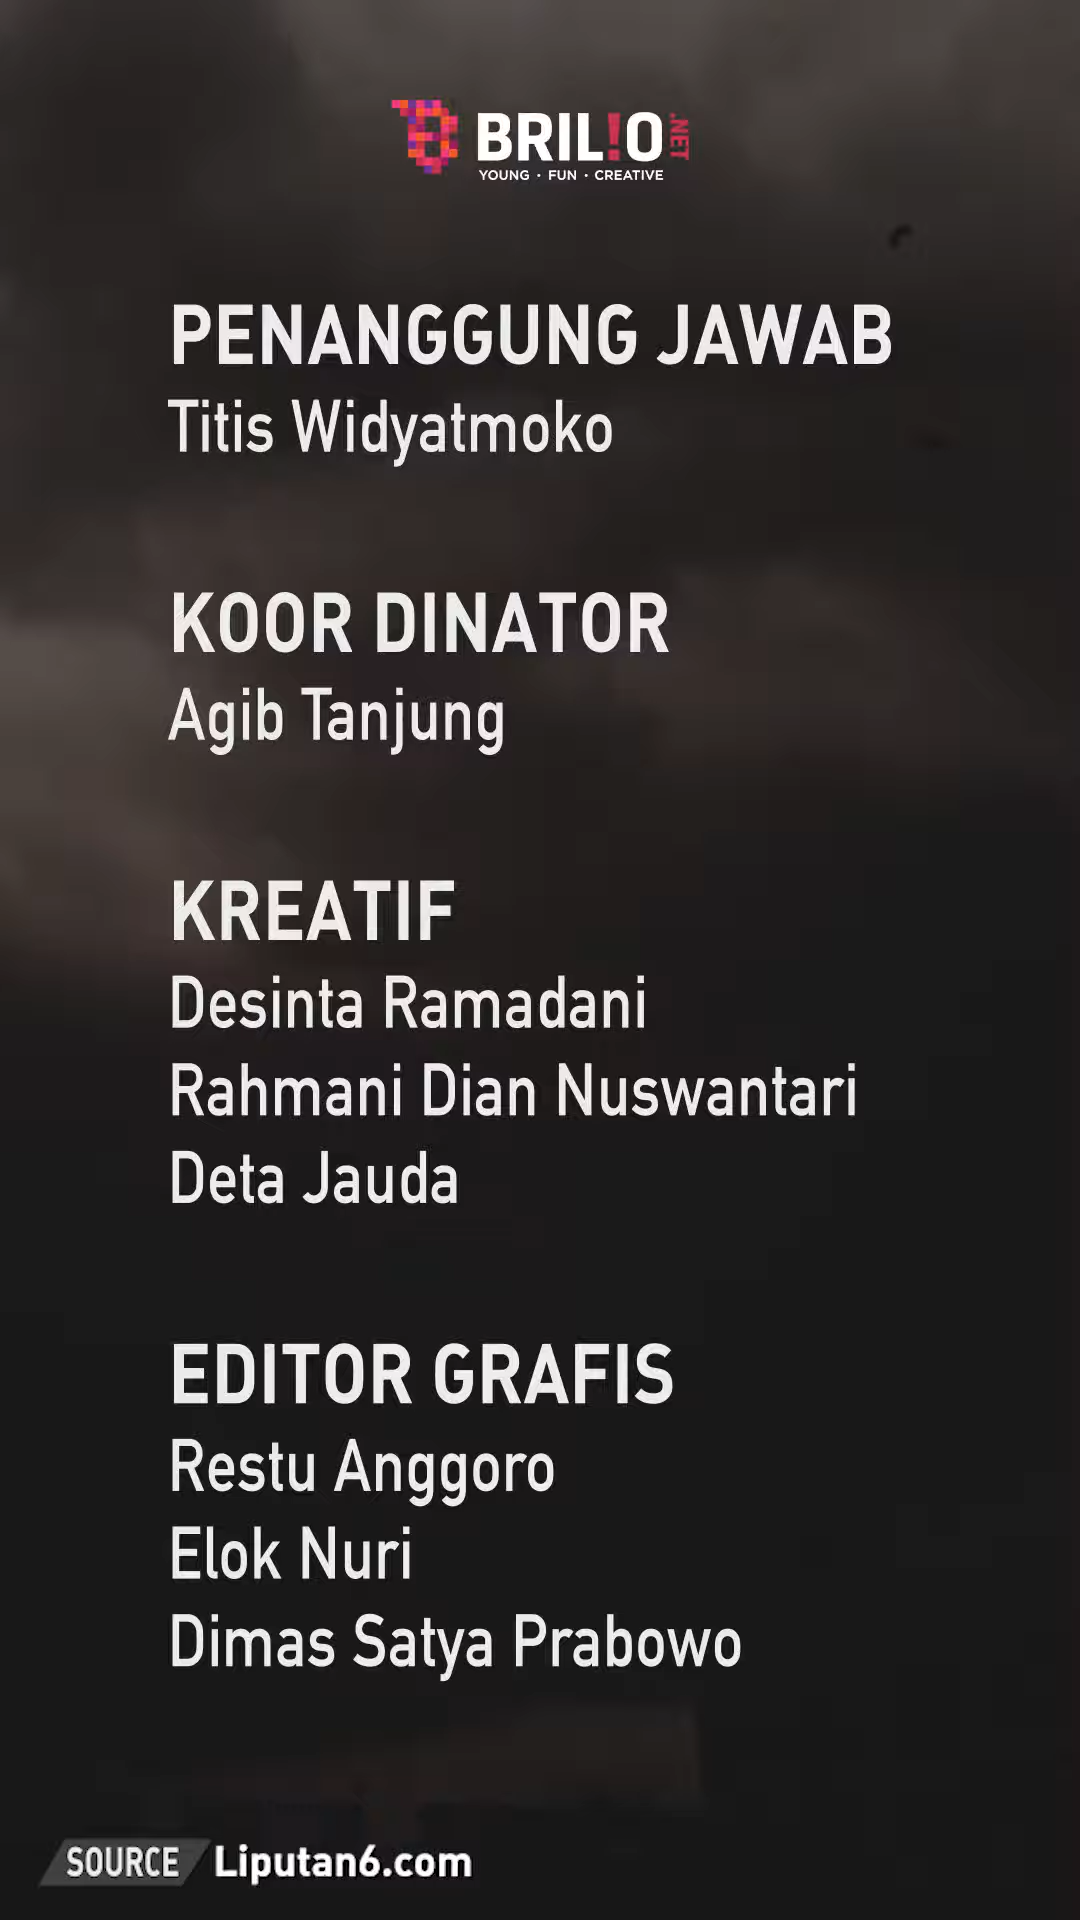 BRIL!O.NET
YOUNG · FUN · CREATIVE
PENANGGUNG JAWAB
Titis Widyatmoko
KOOR DINATOR
Agib Tanjung
KREATIF
Desinta Ramadani
Rahmani Dian Nuswantari
Deta Jauda
EDITOR GRAFIS
Restu Anggoro
Elok Nuri
Dimas Satya Prabowo
SOURCE Liputan6.com